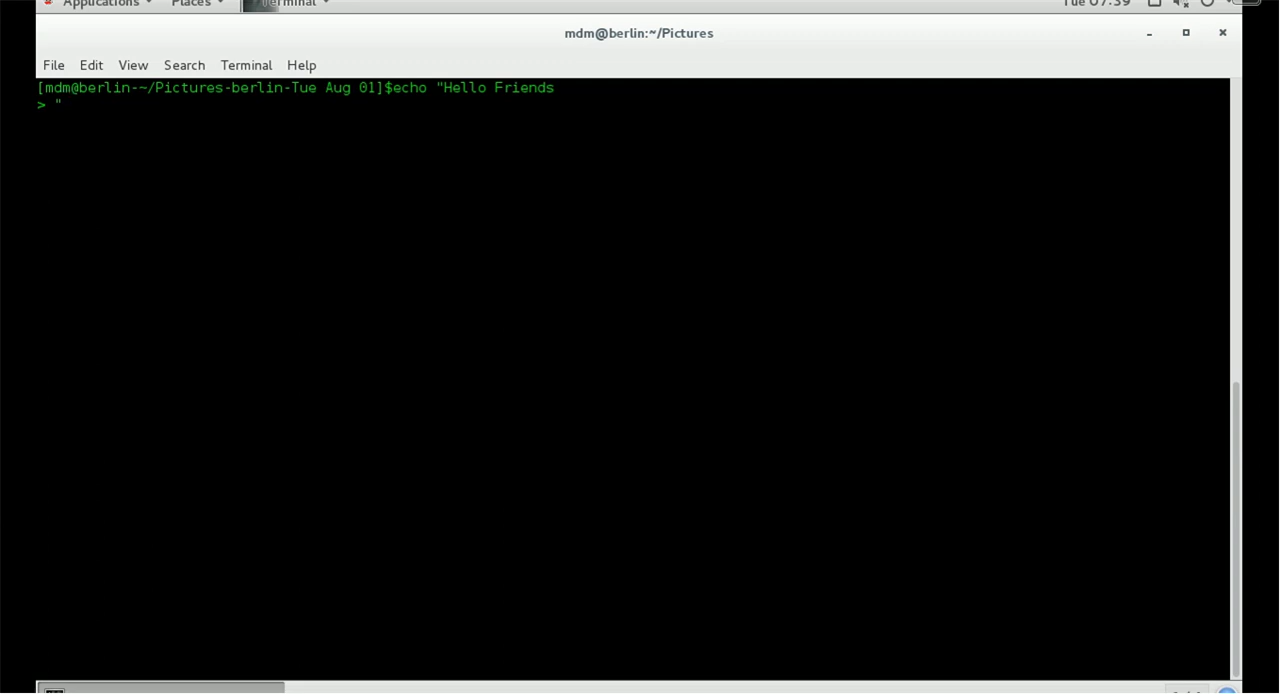 Applications Places Terminal Tue 07:39
mdm@berlin:~/Pictures
File Edit View Search Terminal Help
[mdm@berlin-~/Pictures-berlin-Tue Aug 01]$echo "Hello Friends
> "